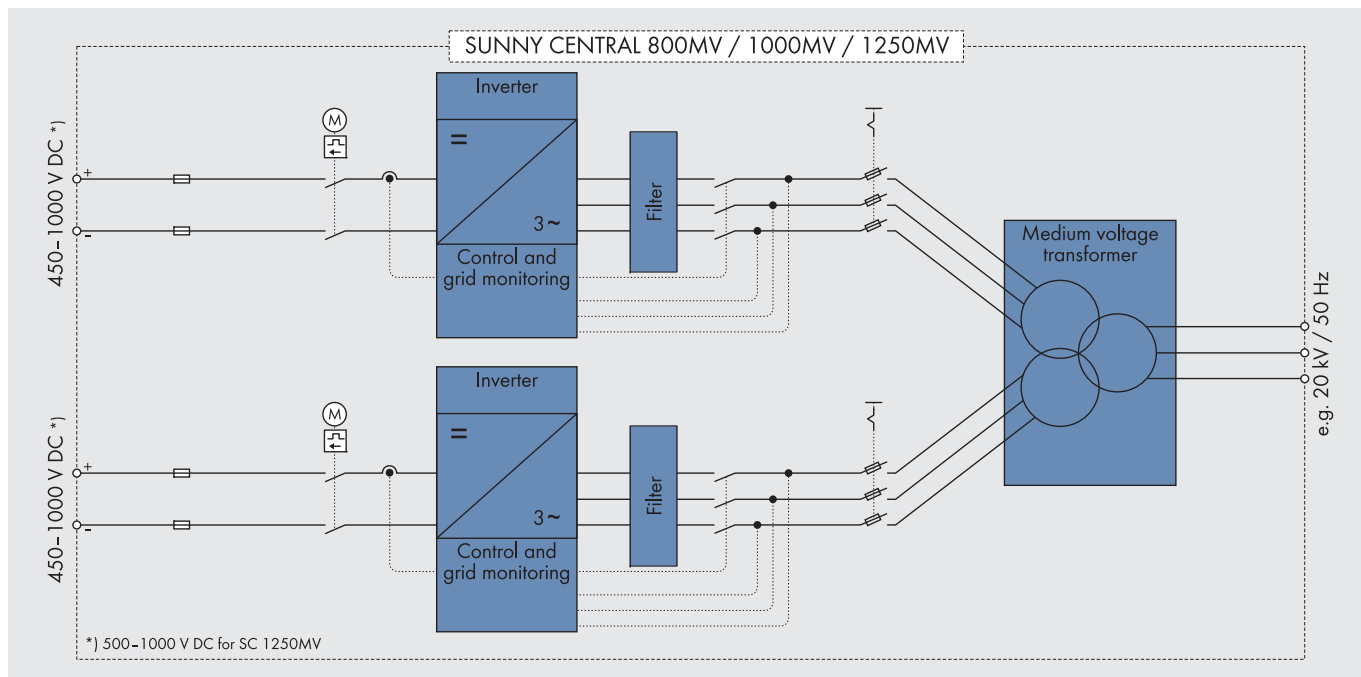 SUNNY CENTRAL 800MV / 1000MV / 1250MV
450–1000 V DC *)
+
-
M
Inverter
=
3~
Control and
grid monitoring
Filter
Medium voltage
transformer
e.g. 20 kV / 50 Hz
450–1000 V DC *)
+
-
M
Inverter
=
3~
Control and
grid monitoring
Filter
*) 500–1000 V DC for SC 1250MV